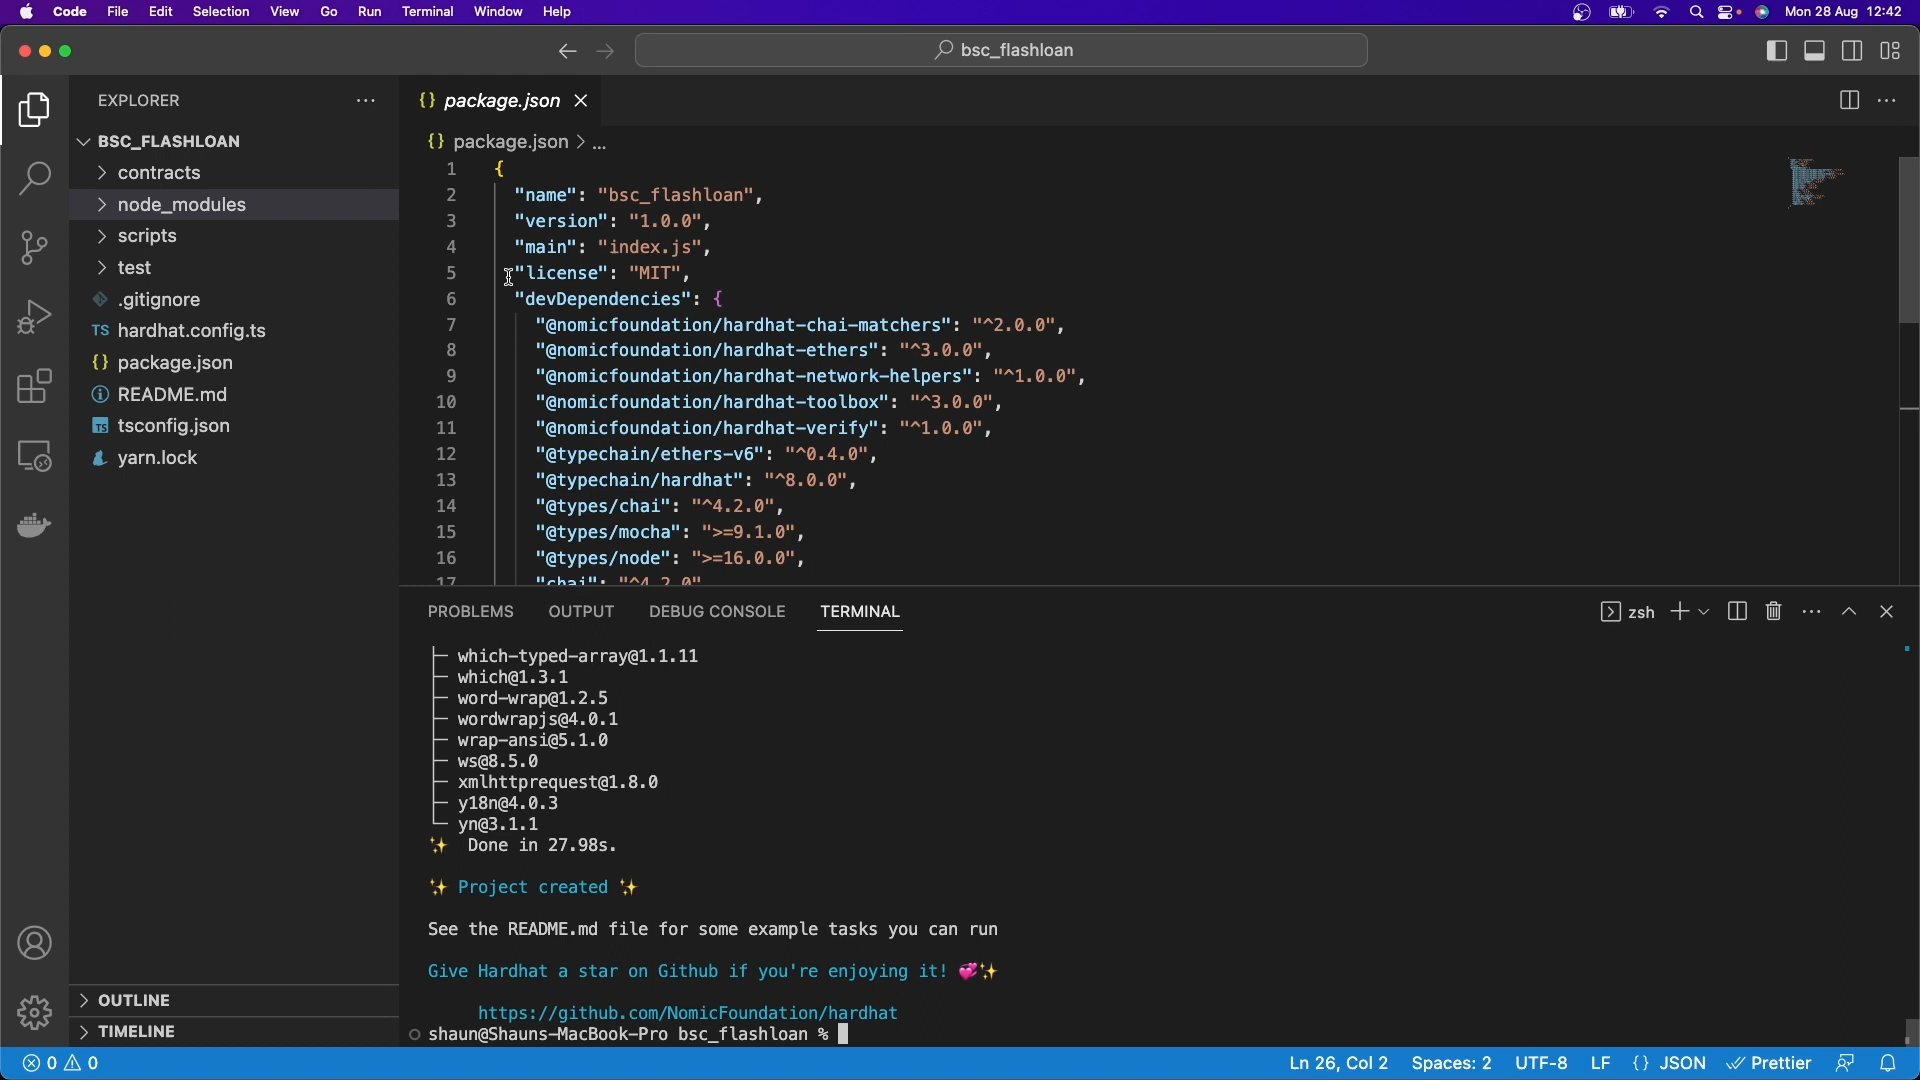 Code File Edit Selection View Go Run Terminal Window Help Mon 28 Aug 12:42
bsc_flashloan
EXPLORER
BSC_FLASHLOAN
contracts
node_modules
scripts
test
.gitignore
TS hardhat.config.ts
{} package.json
README.md
TS tsconfig.json
yarn.lock
OUTLINE
TIMELINE
{} package.json
{} package.json > ...
1 {
2 "name": "bsc_flashloan",
3 "version": "1.0.0",
4 "main": "index.js",
5 "license": "MIT",
6 "devDependencies": {
7 "@nomicfoundation/hardhat-chai-matchers": "^2.0.0",
8 "@nomicfoundation/hardhat-ethers": "^3.0.0",
9 "@nomicfoundation/hardhat-network-helpers": "^1.0.0",
10 "@nomicfoundation/hardhat-toolbox": "^3.0.0",
11 "@nomicfoundation/hardhat-verify": "^1.0.0",
12 "@typechain/ethers-v6": "^0.4.0",
13 "@typechain/hardhat": "^8.0.0",
14 "@types/chai": "^4.2.0",
15 "@types/mocha": ">=9.1.0",
16 "@types/node": ">=16.0.0",
17 "chai": "^4.2.0"
PROBLEMS OUTPUT DEBUG CONSOLE TERMINAL zsh
├─ which-typed-array@1.1.11
├─ which@1.3.1
├─ word-wrap@1.2.5
├─ wordwrapjs@4.0.1
├─ wrap-ansi@5.1.0
├─ ws@8.5.0
├─ xmlhttprequest@1.8.0
├─ y18n@4.0.3
└─ yn@3.1.1
✨ Done in 27.98s.
✨ Project created ✨
See the README.md file for some example tasks you can run
Give Hardhat a star on Github if you're enjoying it! 💞✨
https://github.com/NomicFoundation/hardhat
shaun@Shauns-MacBook-Pro bsc_flashloan %
0 0 Ln 26, Col 2 Spaces: 2 UTF-8 LF {} JSON Prettier